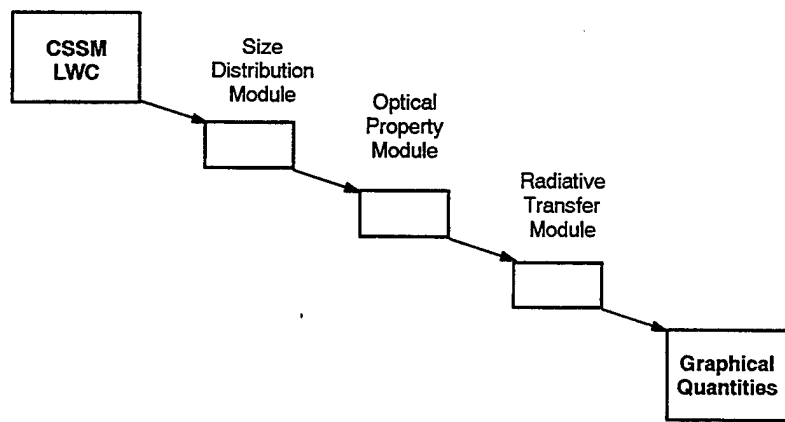 CSSM
LWC
Size
Distribution
Module
Optical
Property
Module
Radiative
Transfer
Module
Graphical
Quantities